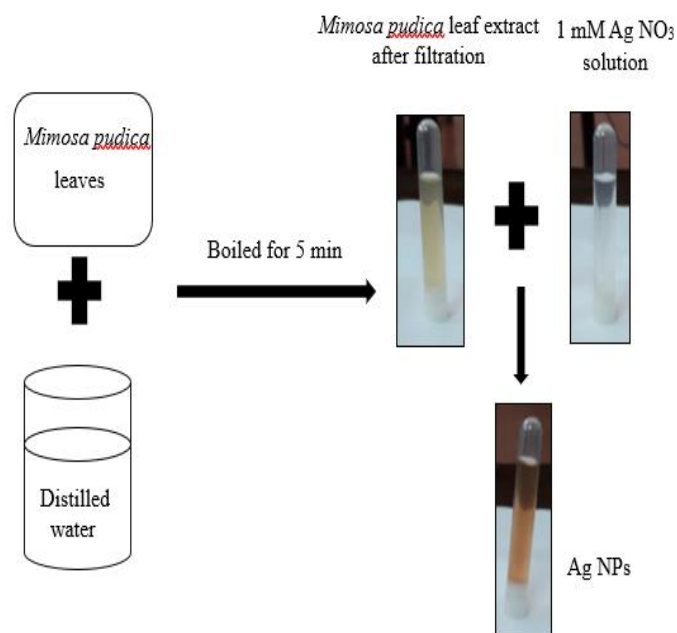 Mimosa pudica leaf extract
after filtration
1 mM Ag NO₃
solution
Mimosa pudica
leaves
Boiled for 5 min
Distilled
water
Ag NPs